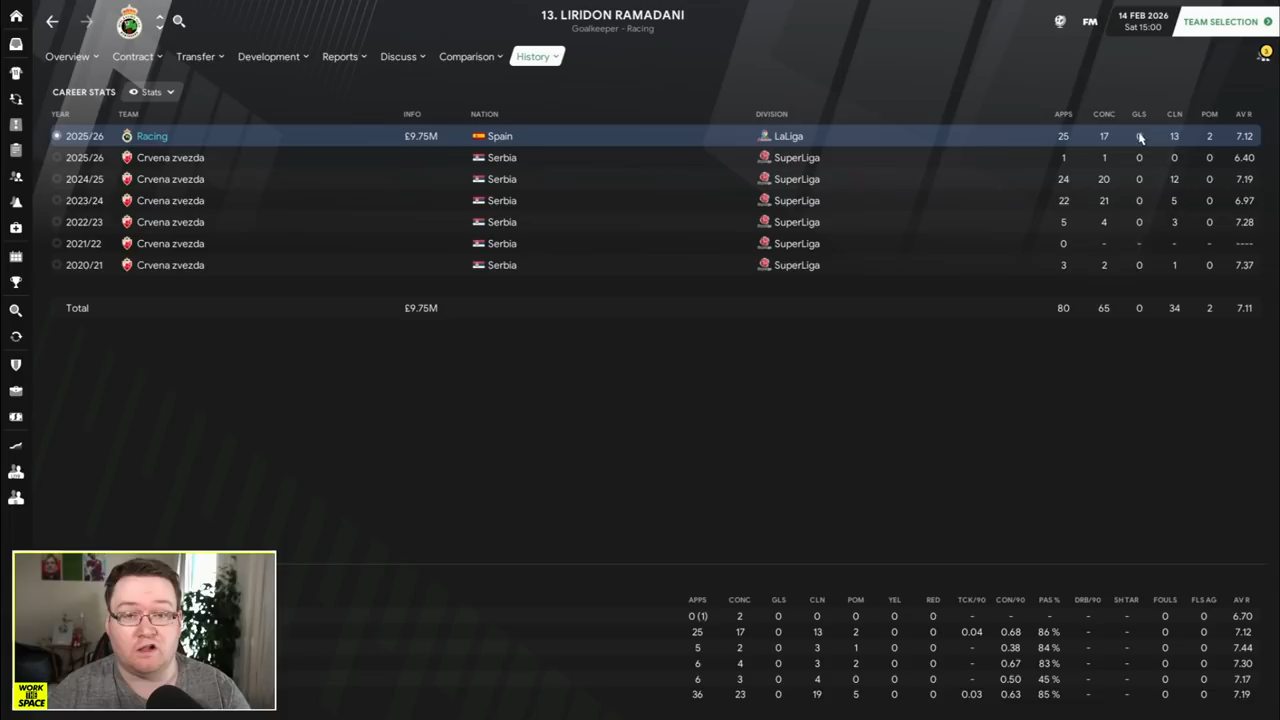 13. LIRIDON RAMADANI
Goalkeeper - Racing
FM
14 FEB 2026
Sat 15:00
TEAM SELECTION
Overview
Contract
Transfer
Development
Reports
Discuss
Comparison
History
3
CAREER STATS
Stats
YEAR TEAM INFO NATION DIVISION APPS CONC GLS CLN POM AV R
2025/26 Racing £9.75M Spain LaLiga 25 17 0 13 2 7.12
2025/26 Crvena zvezda Serbia SuperLiga 1 1 0 0 0 6.40
2024/25 Crvena zvezda Serbia SuperLiga 24 20 0 12 0 7.19
2023/24 Crvena zvezda Serbia SuperLiga 22 21 0 5 0 6.97
2022/23 Crvena zvezda Serbia SuperLiga 5 4 0 3 0 7.28
2021/22 Crvena zvezda Serbia SuperLiga 0 - 0 - 0 ----
2020/21 Crvena zvezda Serbia SuperLiga 3 2 0 1 0 7.37
Total £9.75M 80 65 0 34 2 7.11
APPS CONC GLS CLN POM YEL RED TCK/90 CON/90 PAS % DRB/90 SH TAR FOULS FLS AG AV R
0 (1) 2 0 0 0 0 0 - - - - - 0 0 6.70
25 17 0 13 2 0 0 0.04 0.68 86 % - - 0 0 7.12
5 2 0 3 1 0 0 - 0.38 84 % - - 0 0 7.44
6 4 0 3 2 0 0 - 0.67 83 % - - 0 0 7.30
6 3 0 4 0 0 0 - 0.50 45 % - - 0 0 7.17
36 23 0 19 5 0 0 0.03 0.63 85 % - - 0 0 7.19
WORK
THE
SPACE